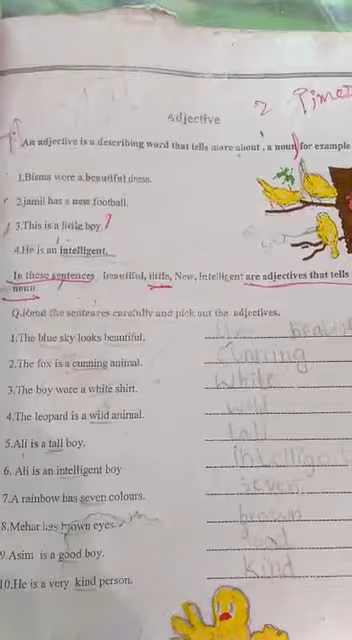 2 Times
Adjective
An adjective is a describing word that tells more about , a noun for example
1.Bisma wore a beautiful dress.
2.jamil has a new football.
3.This is a little boy.
4.He is an intelligent.
In these sentences beautiful, little, New, intelligent are adjectives that tells
noun
Q.Read the sentences carefully and pick out the adjectives.
1.The blue sky looks beautiful.
2.The fox is a cunning animal. Cunning
3.The boy wore a white shirt. White
4.The leopard is a wild animal. wild
5.Ali is a tall boy. tall
6. Ali is an intelligent boy intelligent
7.A rainbow has seven colours. seven
8.Mehar has brown eyes. brown
9.Asim is a good boy. good
10.He is a very kind person. Kind